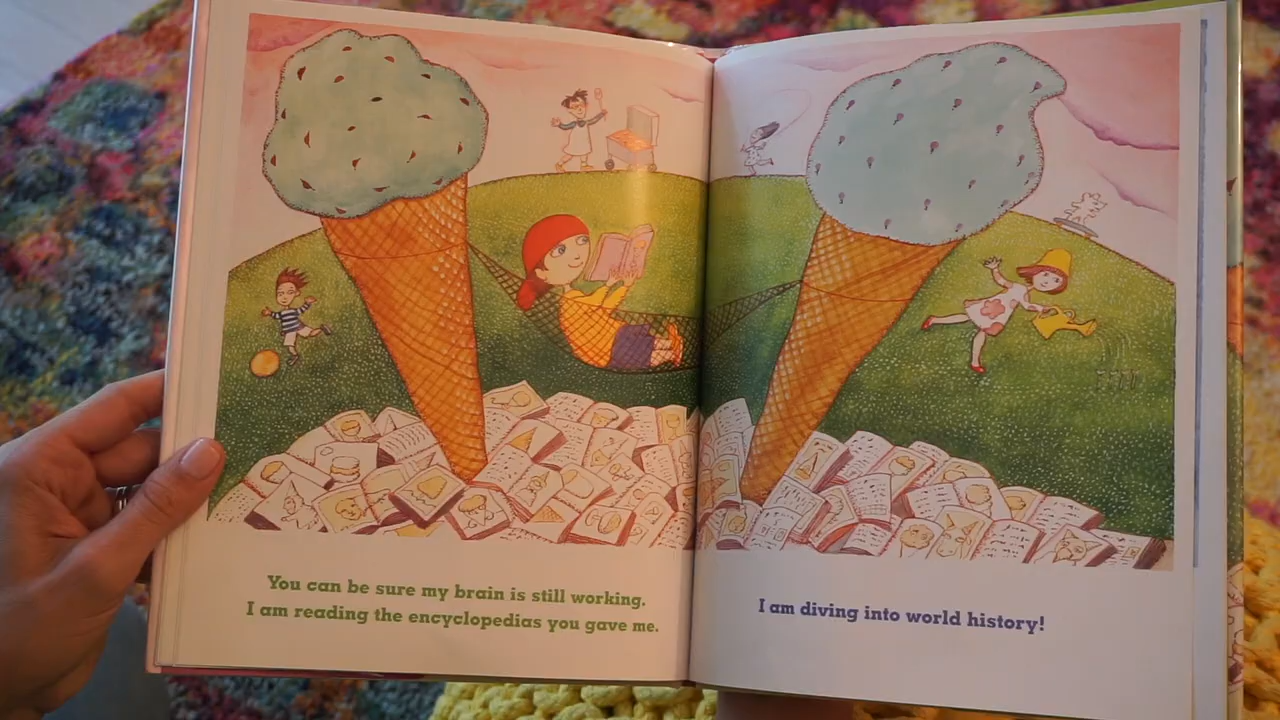 You can be sure my brain is still working.
I am reading the encyclopedias you gave me.
I am diving into world history!